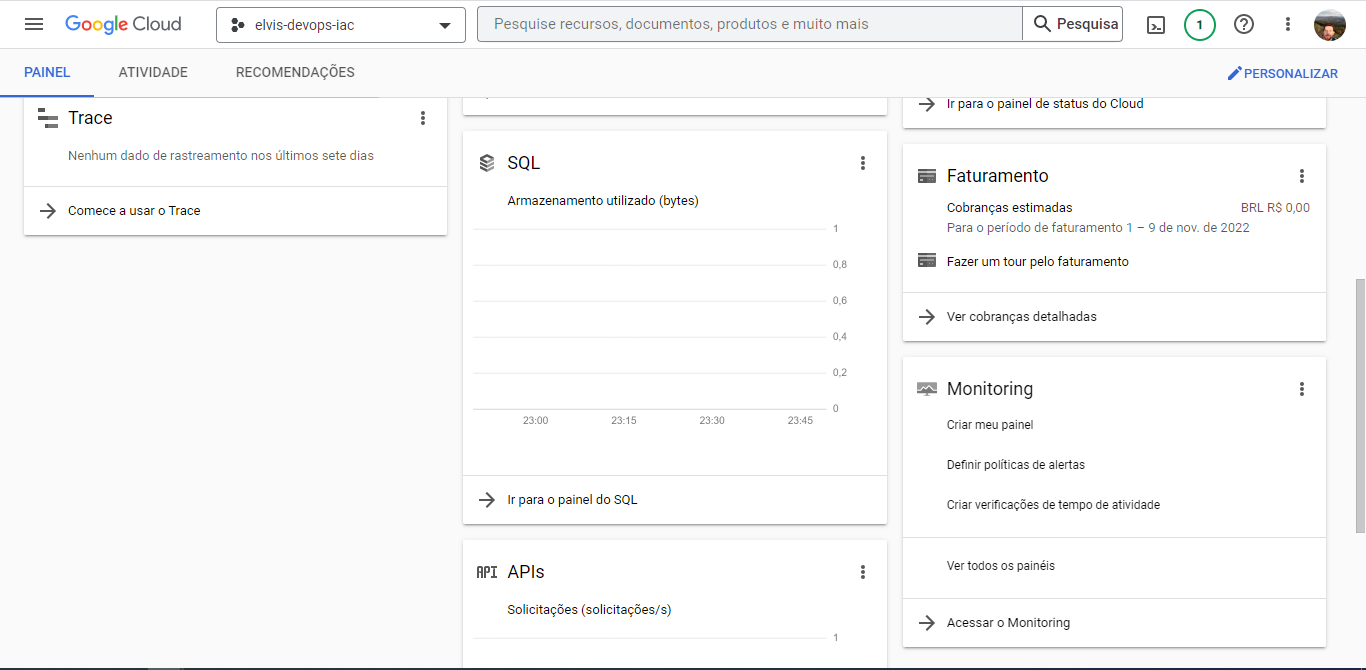 Google Cloud
elvis-devops-iac
Pesquise recursos, documentos, produtos e muito mais
Pesquisa
1
PAINEL
ATIVIDADE
RECOMENDAÇÕES
PERSONALIZAR
Trace
Nenhum dado de rastreamento nos últimos sete dias
Comece a usar o Trace
SQL
Armazenamento utilizado (bytes)
1
0,8
0,6
0,4
0,2
0
23:00 23:15 23:30 23:45
Ir para o painel do SQL
API APIs
Solicitações (solicitações/s)
1
Ir para o painel de status do Cloud
Faturamento
Cobranças estimadas BRL R$ 0,00
Para o período de faturamento 1 – 9 de nov. de 2022
Fazer um tour pelo faturamento
Ver cobranças detalhadas
Monitoring
Criar meu painel
Definir políticas de alertas
Criar verificações de tempo de atividade
Ver todos os painéis
Acessar o Monitoring